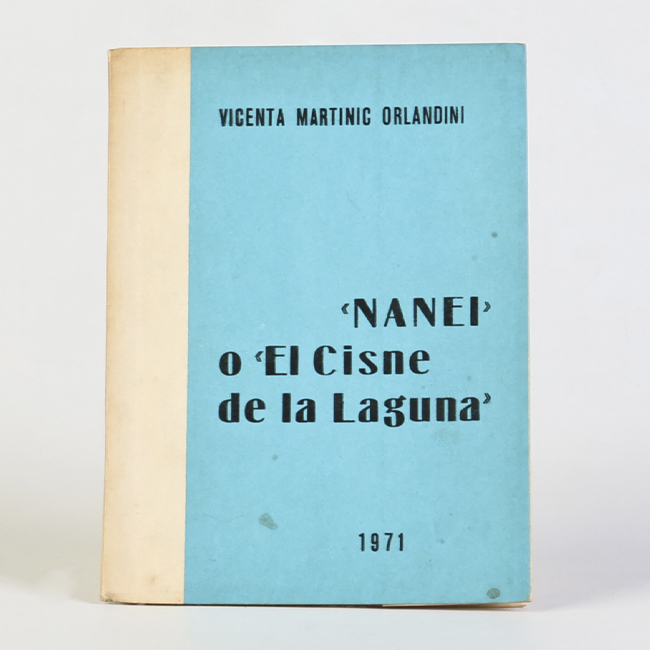 VICENTA MARTINIC ORLANDINI
‹NANEI›
o ‹El Cisne
de la Laguna›
1971